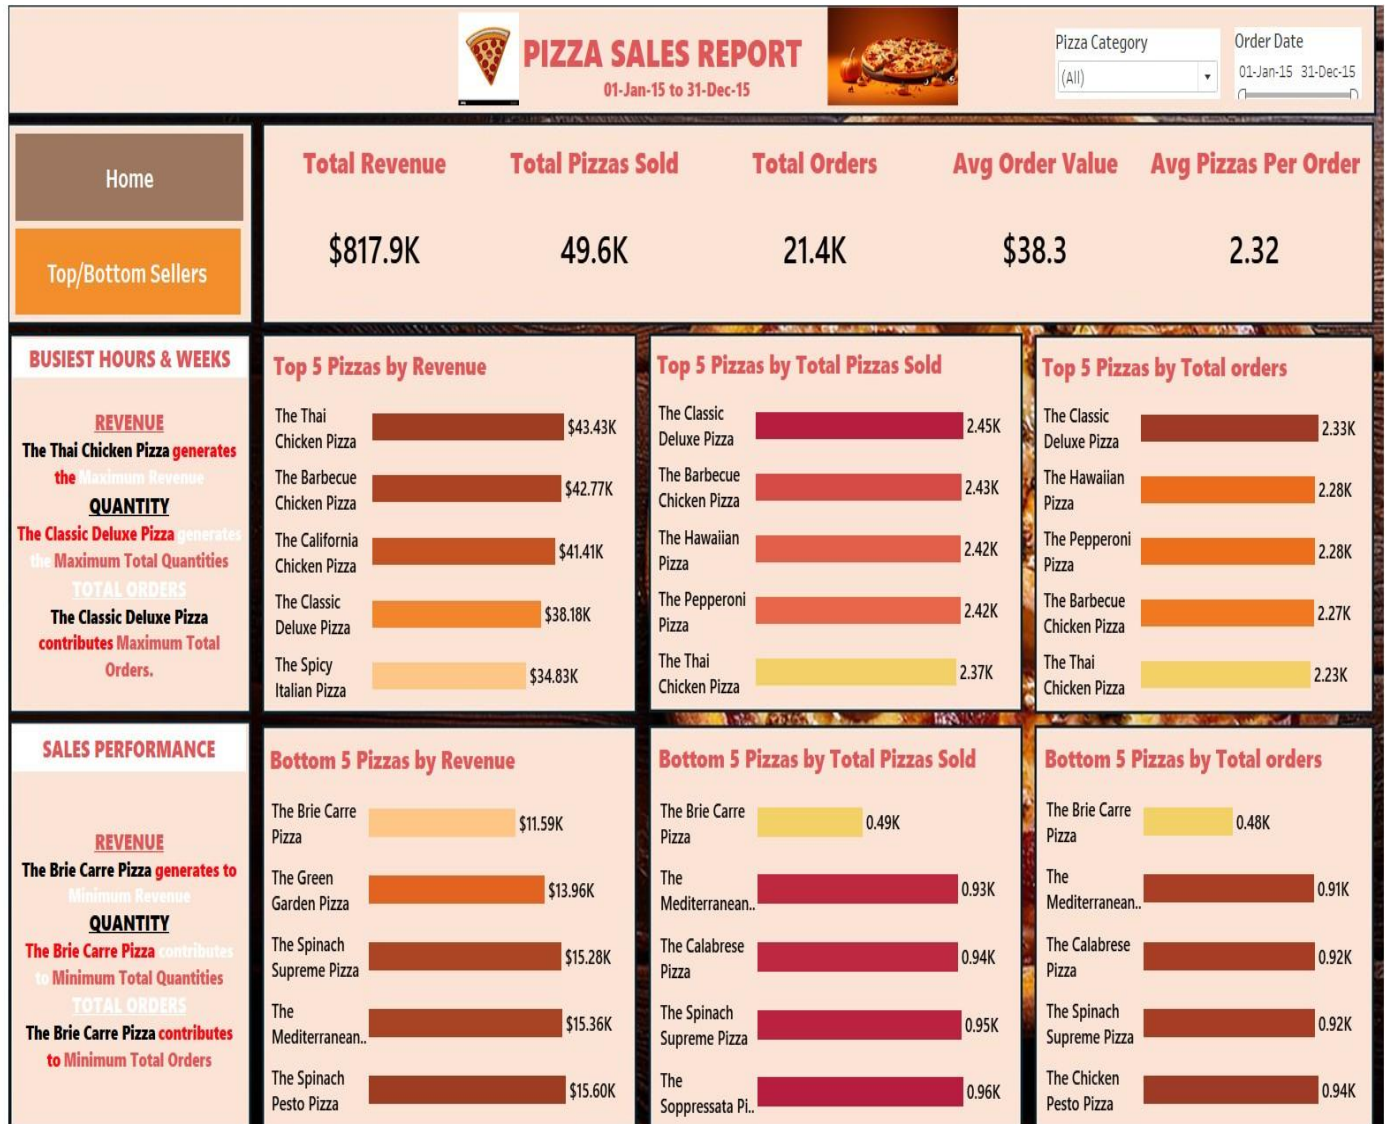 PIZZA SALES REPORT
01-Jan-15 to 31-Dec-15
Pizza Category
(All)
Order Date
01-Jan-15 31-Dec-15
Home
Top/Bottom Sellers
Total Revenue
$817.9K
Total Pizzas Sold
49.6K
Total Orders
21.4K
Avg Order Value
$38.3
Avg Pizzas Per Order
2.32
BUSIEST HOURS & WEEKS
REVENUE
The Thai Chicken Pizza generates
the Maximum Revenue
QUANTITY
The Classic Deluxe Pizza generates
the Maximum Total Quantities
TOTAL ORDERS
The Classic Deluxe Pizza
contributes Maximum Total
Orders.
Top 5 Pizzas by Revenue
The Thai
Chicken Pizza
$43.43K
The Barbecue
Chicken Pizza
$42.77K
The California
Chicken Pizza
$41.41K
The Classic
Deluxe Pizza
$38.18K
The Spicy
Italian Pizza
$34.83K
Top 5 Pizzas by Total Pizzas Sold
The Classic
Deluxe Pizza
2.45K
The Barbecue
Chicken Pizza
2.43K
The Hawaiian
Pizza
2.42K
The Pepperoni
Pizza
2.42K
The Thai
Chicken Pizza
2.37K
Top 5 Pizzas by Total orders
The Classic
Deluxe Pizza
2.33K
The Hawaiian
Pizza
2.28K
The Pepperoni
Pizza
2.28K
The Barbecue
Chicken Pizza
2.27K
The Thai
Chicken Pizza
2.23K
SALES PERFORMANCE
REVENUE
The Brie Carre Pizza generates to
Minimum Revenue
QUANTITY
The Brie Carre Pizza contributes
to Minimum Total Quantities
TOTAL ORDERS
The Brie Carre Pizza contributes
to Minimum Total Orders
Bottom 5 Pizzas by Revenue
The Brie Carre
Pizza
$11.59K
The Green
Garden Pizza
$13.96K
The Spinach
Supreme Pizza
$15.28K
The
Mediterranean..
$15.36K
The Spinach
Pesto Pizza
$15.60K
Bottom 5 Pizzas by Total Pizzas Sold
The Brie Carre
Pizza
0.49K
The
Mediterranean..
0.93K
The Calabrese
Pizza
0.94K
The Spinach
Supreme Pizza
0.95K
The
Soppressata Pi..
0.96K
Bottom 5 Pizzas by Total orders
The Brie Carre
Pizza
0.48K
The
Mediterranean..
0.91K
The Calabrese
Pizza
0.92K
The Spinach
Supreme Pizza
0.92K
The Chicken
Pesto Pizza
0.94K